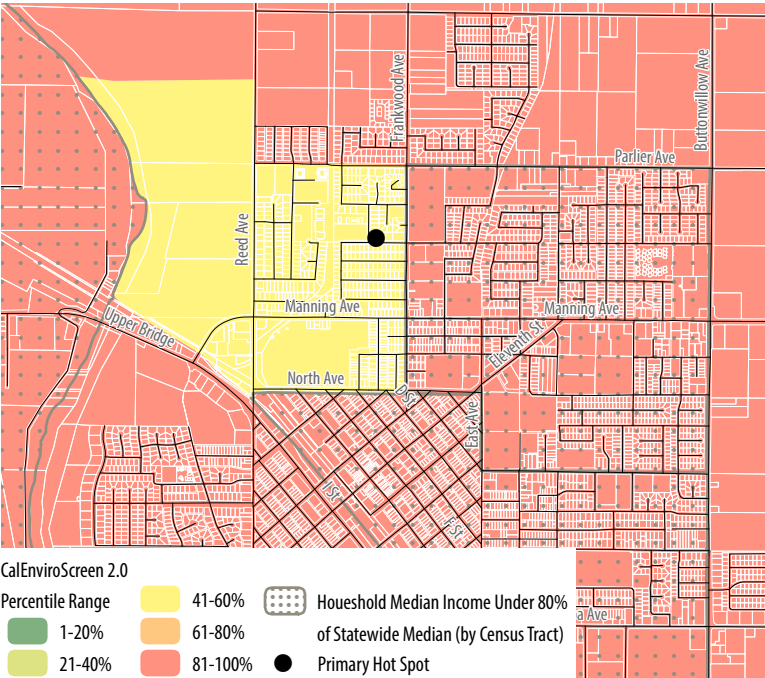 Frankwood Ave
Buttonwillow Ave
Parlier Ave
Reed Ave
Manning Ave
Manning Ave
Upper Bridge
Eleventh St
North Ave
D St
East Ave
I St
F St
a Ave
CalEnviroScreen 2.0
Percentile Range
1-20%
21-40%
41-60%
61-80%
81-100%
Houeshold Median Income Under 80%
of Statewide Median (by Census Tract)
Primary Hot Spot